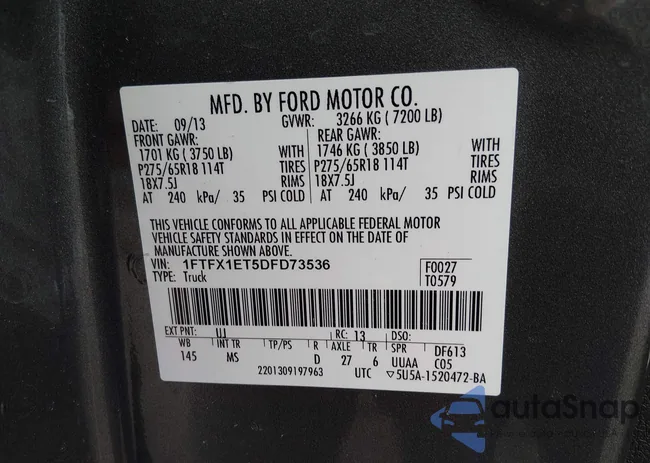 MFD. BY FORD MOTOR CO.
DATE: 09/13 GVWR: 3266 KG ( 7200 LB)
FRONT GAWR: REAR GAWR:
1701 KG ( 3750 LB) WITH 1746 KG ( 3850 LB) WITH
P275/65R18 114T TIRES P275/65R18 114T TIRES
18X7.5J RIMS 18X7.5J RIMS
AT 240 kPa/ 35 PSI COLD AT 240 kPa/ 35 PSI COLD
THIS VEHICLE CONFORMS TO ALL APPLICABLE FEDERAL MOTOR
VEHICLE SAFETY STANDARDS IN EFFECT ON THE DATE OF
MANUFACTURE SHOWN ABOVE.
VIN: 1FTFX1ET5DFD73536 F0027
TYPE: Truck T0579
EXT PNT: UJ RC: 13 DSO:
WB INT TR TP/PS R AXLE TR SPR DF613
145 MS D 27 6 UUAA C05
2201309197963 UTC ▽5U5A-1520472-BA
autoSnap